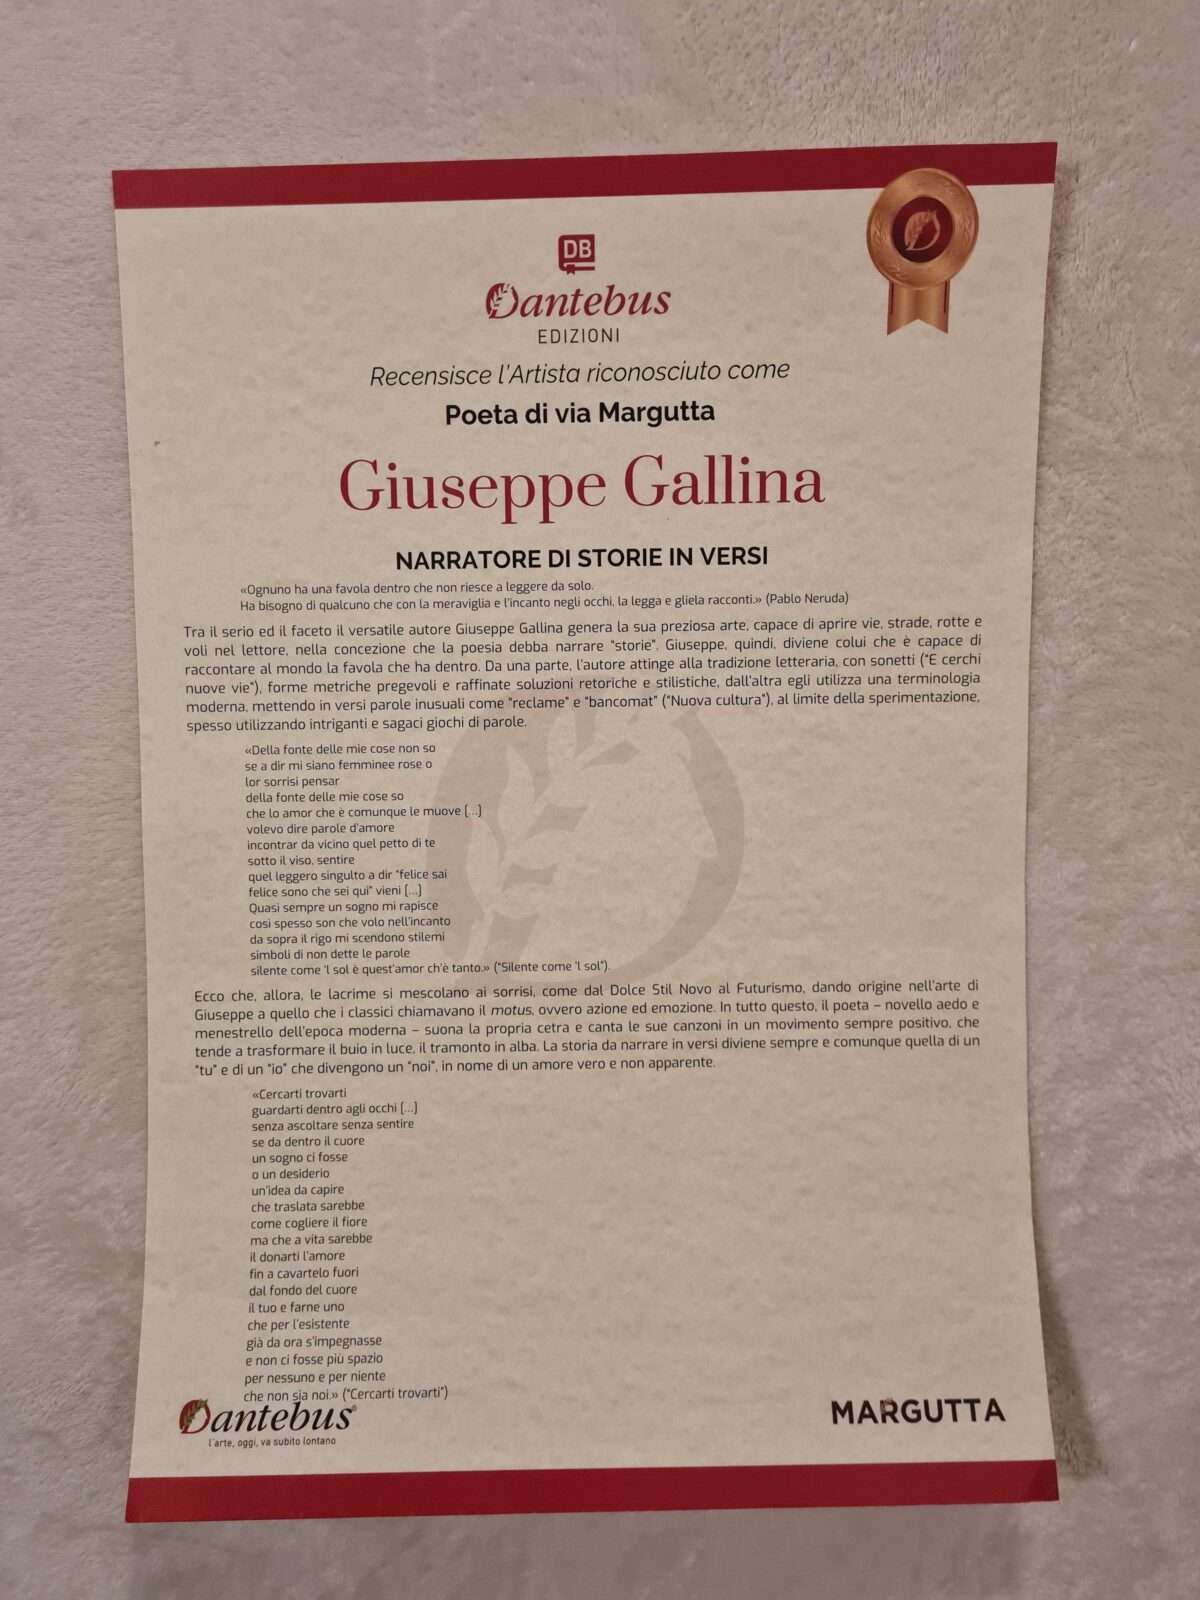 DB
Dantebus
EDIZIONI
Recensisce l'Artista riconosciuto come
Poeta di via Margutta
Giuseppe Gallina
NARRATORE DI STORIE IN VERSI
«Ognuno ha una favola dentro che non riesce a leggere da solo.
Ha bisogno di qualcuno che con la meraviglia e l'incanto negli occhi, la legga e gliela racconti.» (Pablo Neruda)
Tra il serio ed il faceto il versatile autore Giuseppe Gallina genera la sua preziosa arte, capace di aprire vie, strade, rotte e
voli nel lettore, nella concezione che la poesia debba narrare "storie". Giuseppe, quindi, diviene colui che è capace di
raccontare al mondo la favola che ha dentro. Da una parte, l'autore attinge alla tradizione letteraria, con sonetti ("E cerchi
nuove vie"), forme metriche pregevoli e raffinate soluzioni retoriche e stilistiche, dall'altra egli utilizza una terminologia
moderna, mettendo in versi parole inusuali come "reclame" e "bancomat" ("Nuova cultura"), al limite della sperimentazione,
spesso utilizzando intriganti e sagaci giochi di parole.
«Della fonte delle mie cose non so
se a dir mi siano femminee rose o
lor sorrisi pensar
della fonte delle mie cose so
che lo amor che è comunque le muove [...]
volevo dire parole d'amore
incontrar da vicino quel petto di te
sotto il viso, sentire
quel leggero singulto a dir "felice sai
felice sono che sei qui" vieni [...]
Quasi sempre un sogno mi rapisce
così spesso son che volo nell'incanto
da sopra il rigo mi scendono stilemi
simboli di non dette le parole
silente come 'l sol è quest'amor ch'è tanto.» ("Silente come 'l sol").
Ecco che, allora, le lacrime si mescolano ai sorrisi, come dal Dolce Stil Novo al Futurismo, dando origine nell'arte di
Giuseppe a quello che i classici chiamavano il motus, ovvero azione ed emozione. In tutto questo, il poeta – novello aedo e
menestrello dell'epoca moderna – suona la propria cetra e canta le sue canzoni in un movimento sempre positivo, che
tende a trasformare il buio in luce, il tramonto in alba. La storia da narrare in versi diviene sempre e comunque quella di un
"tu" e di un "io" che divengono un "noi", in nome di un amore vero e non apparente.
«Cercarti trovarti
guardarti dentro agli occhi [...]
senza ascoltare senza sentire
se da dentro il cuore
un sogno ci fosse
o un desiderio
un'idea da capire
che traslata sarebbe
come cogliere il fiore
ma che a vita sarebbe
il donarti l'amore
fin a cavartelo fuori
dal fondo del cuore
il tuo e farne uno
che per l'esistente
già da ora s'impegnasse
e non ci fosse più spazio
per nessuno e per niente
che non sia noi.» ("Cercarti trovarti")
Dantebus®
l'arte, oggi, va subito lontano
MARGUTTA